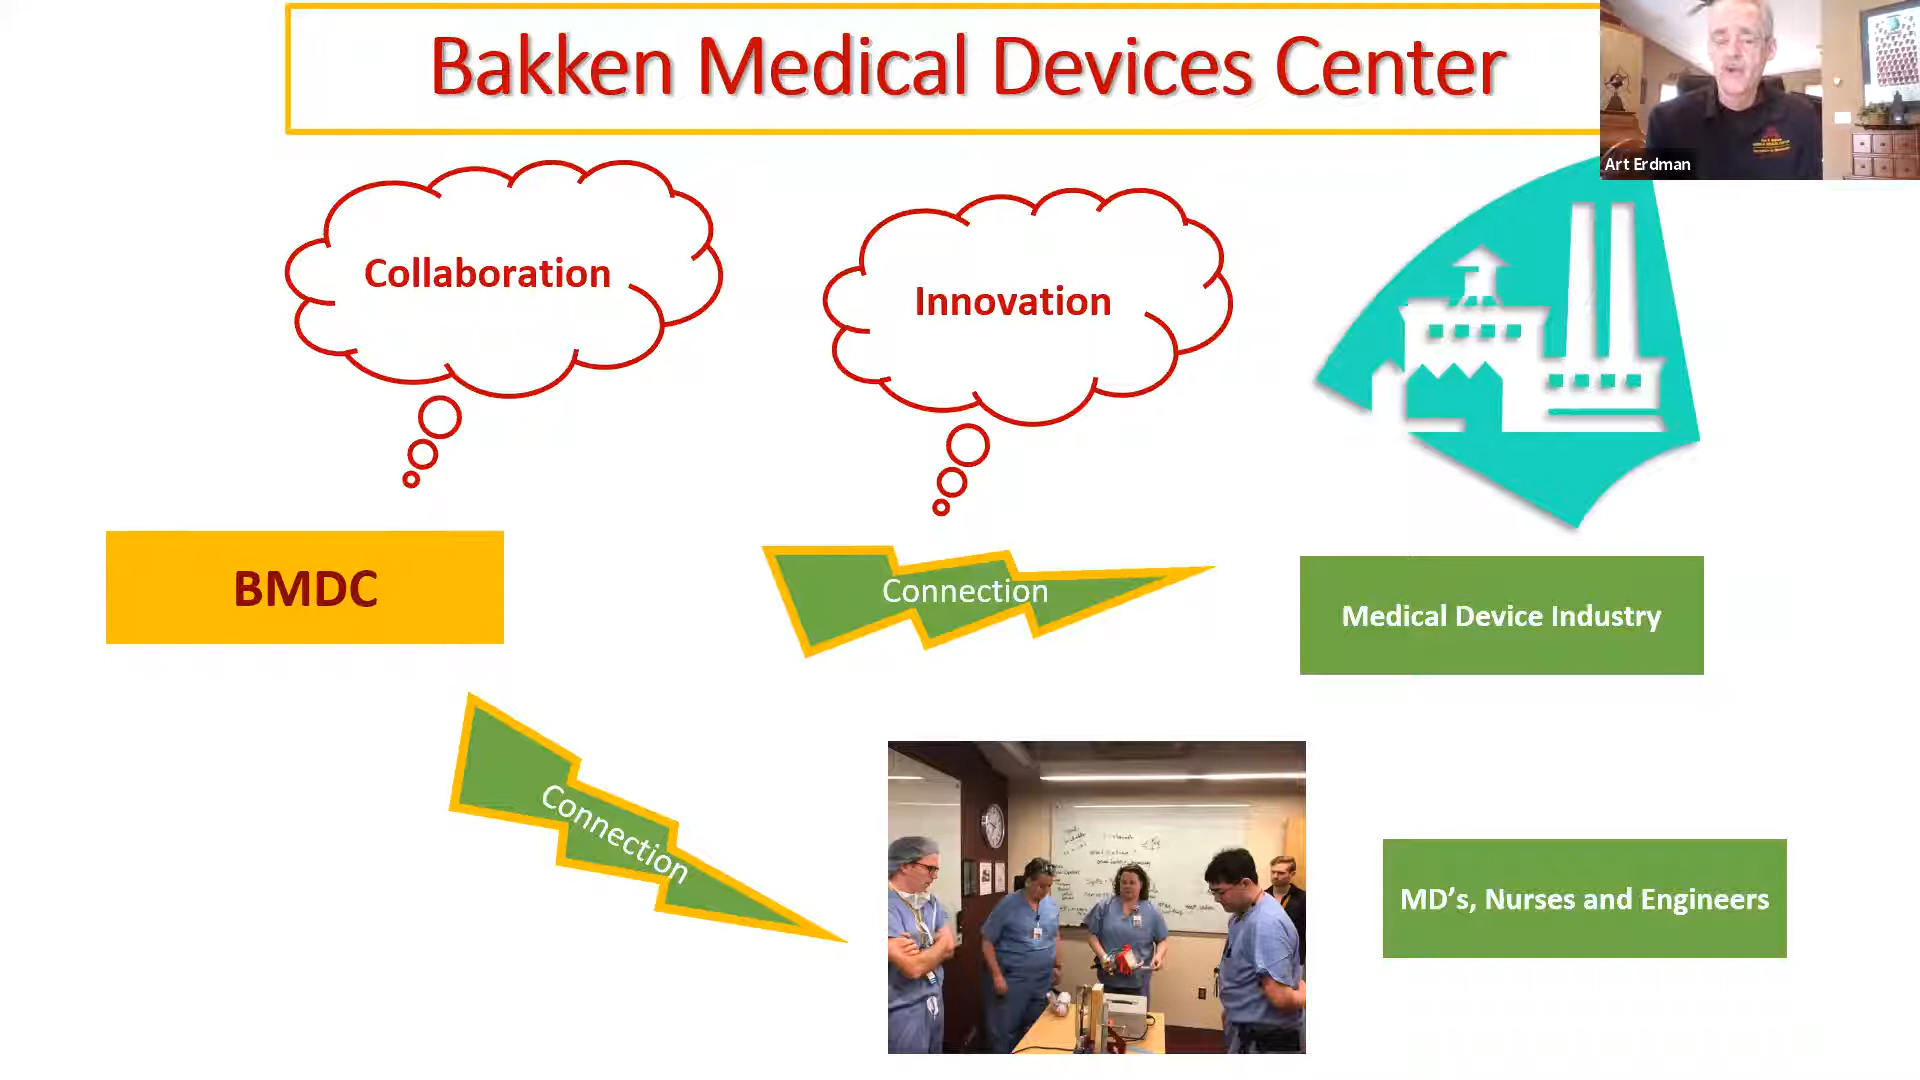 Bakken Medical Devices Center
Art Erdman
Collaboration
Innovation
BMDC
Connection
Medical Device Industry
Connection
MD’s, Nurses and Engineers